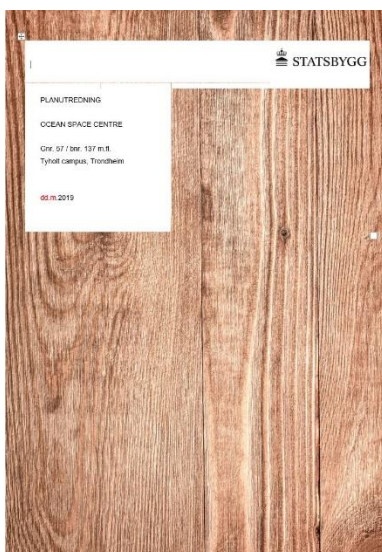 STATSBYGG
PLANUTREDNING
OCEAN SPACE CENTRE
Gnr. 57 / bnr. 137 m.fl.
Tyholt campus, Trondheim
dd.m.2019